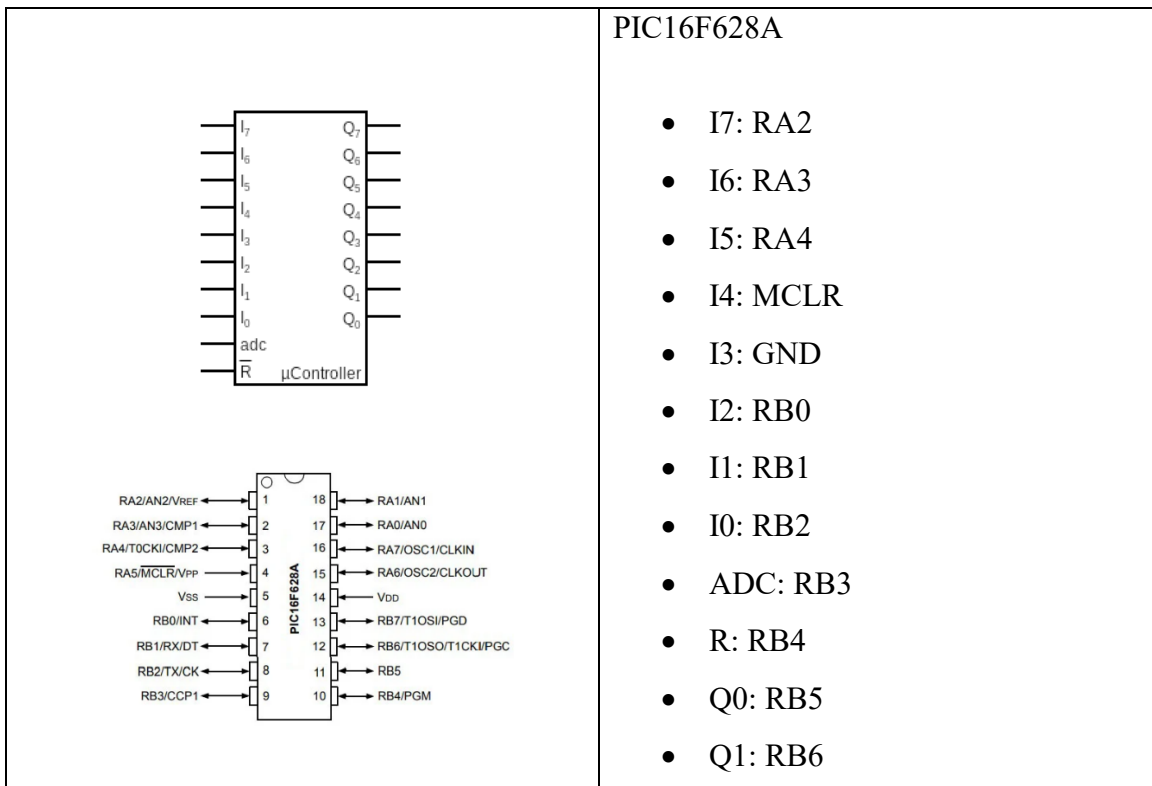 I7 Q7
I6 Q6
I5 Q5
I4 Q4
I3 Q3
I2 Q2
I1 Q1
I0 Q0
adc
R µController
RA2/AN2/VREF 1 18 RA1/AN1
RA3/AN3/CMP1 2 17 RA0/AN0
RA4/T0CKI/CMP2 3 16 RA7/OSC1/CLKIN
RA5/MCLR/VPP 4 15 RA6/OSC2/CLKOUT
VSS 5 14 VDD
RB0/INT 6 13 RB7/T1OSI/PGD
RB1/RX/DT 7 12 RB6/T1OSO/T1CKI/PGC
RB2/TX/CK 8 11 RB5
RB3/CCP1 9 10 RB4/PGM
PIC16F628A
PIC16F628A
• I7: RA2
• I6: RA3
• I5: RA4
• I4: MCLR
• I3: GND
• I2: RB0
• I1: RB1
• I0: RB2
• ADC: RB3
• R: RB4
• Q0: RB5
• Q1: RB6